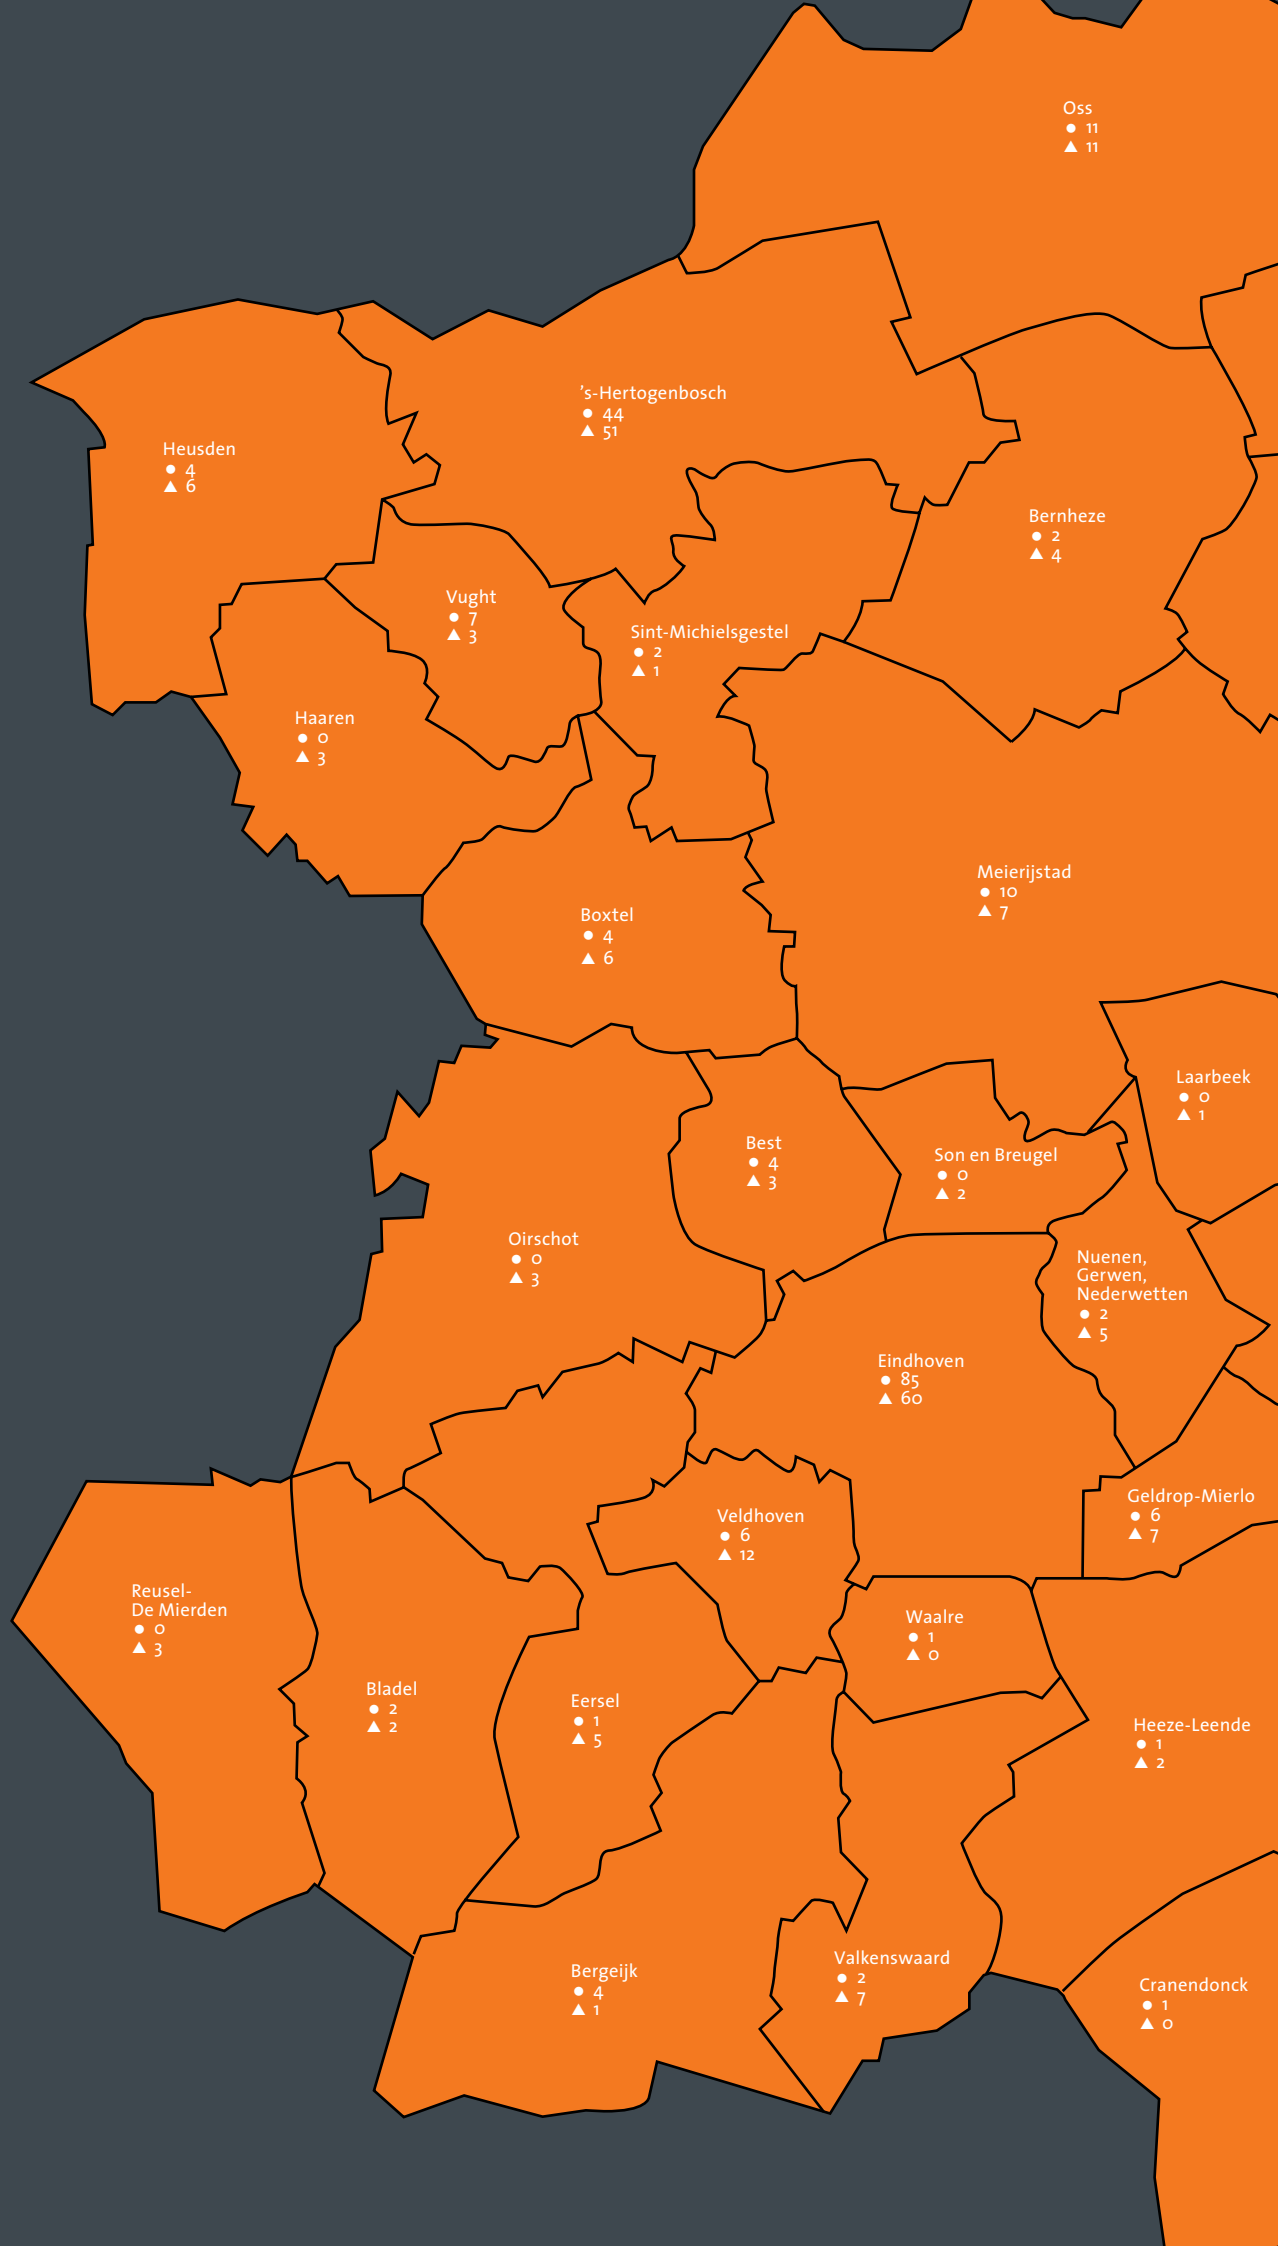 Oss
● 11
▲ 11
's-Hertogenbosch
● 44
▲ 51
Heusden
● 4
▲ 6
Bernheze
● 2
▲ 4
Vught
● 7
▲ 3
Sint-Michielsgestel
● 2
▲ 1
Haaren
● 0
▲ 3
Meierijstad
● 10
▲ 7
Boxtel
● 4
▲ 6
Laarbeek
● 0
▲ 1
Best
● 4
▲ 3
Son en Breugel
● 0
▲ 2
Oirschot
● 0
▲ 3
Nuenen,
Gerwen,
Nederwetten
● 2
▲ 5
Eindhoven
● 85
▲ 60
Geldrop-Mierlo
● 6
▲ 7
Veldhoven
● 6
▲ 12
Reusel-
De Mierden
● 0
▲ 3
Waalre
● 1
▲ 0
Bladel
● 2
▲ 2
Eersel
● 1
▲ 5
Heeze-Leende
● 1
▲ 2
Valkenswaard
● 2
▲ 7
Bergeijk
● 4
▲ 1
Cranendonck
● 1
▲ 0